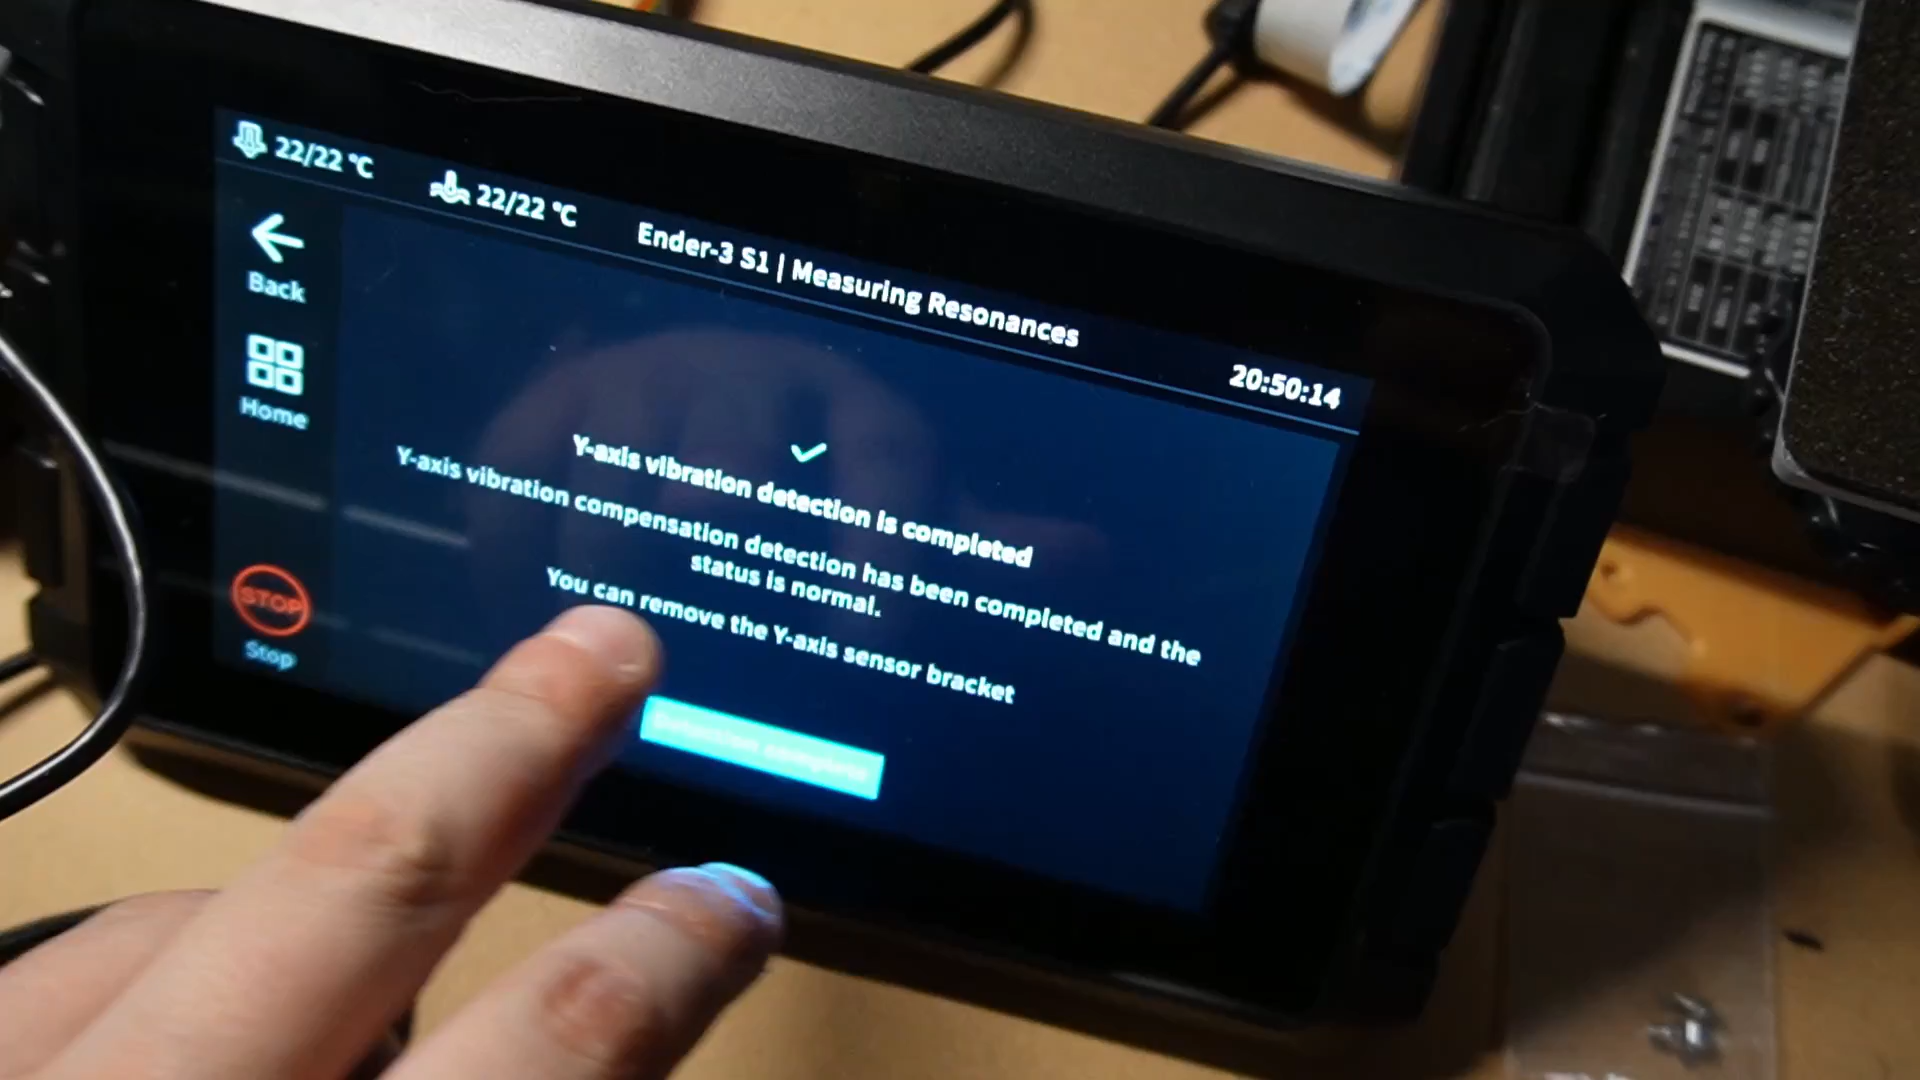 22/22 °C
22/22 °C
Ender-3 S1 | Measuring Resonances
20:50:14
Back
Home
STOP
Stop
Y-axis vibration detection is completed
Y-axis vibration compensation detection has been completed and the
status is normal.
You can remove the Y-axis sensor bracket
Detection complete